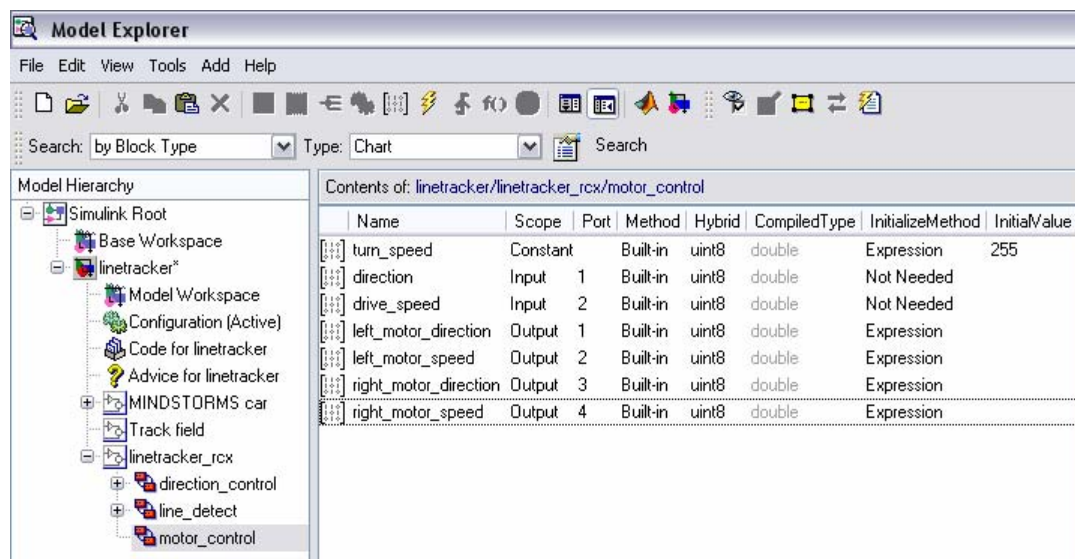 Model Explorer
File Edit View Tools Add Help
Search: by Block Type Type: Chart Search
Model Hierarchy
Simulink Root
Base Workspace
linetracker*
Model Workspace
Configuration (Active)
Code for linetracker
Advice for linetracker
MINDSTORMS car
Track field
linetracker_rcx
direction_control
line_detect
motor_control
Contents of: linetracker/linetracker_rcx/motor_control
Name Scope Port Method Hybrid CompiledType InitializeMethod InitialValue
turn_speed Constant Built-in uint8 double Expression 255
direction Input 1 Built-in uint8 double Not Needed
drive_speed Input 2 Built-in uint8 double Not Needed
left_motor_direction Output 1 Built-in uint8 double Expression
left_motor_speed Output 2 Built-in uint8 double Expression
right_motor_direction Output 3 Built-in uint8 double Expression
right_motor_speed Output 4 Built-in uint8 double Expression